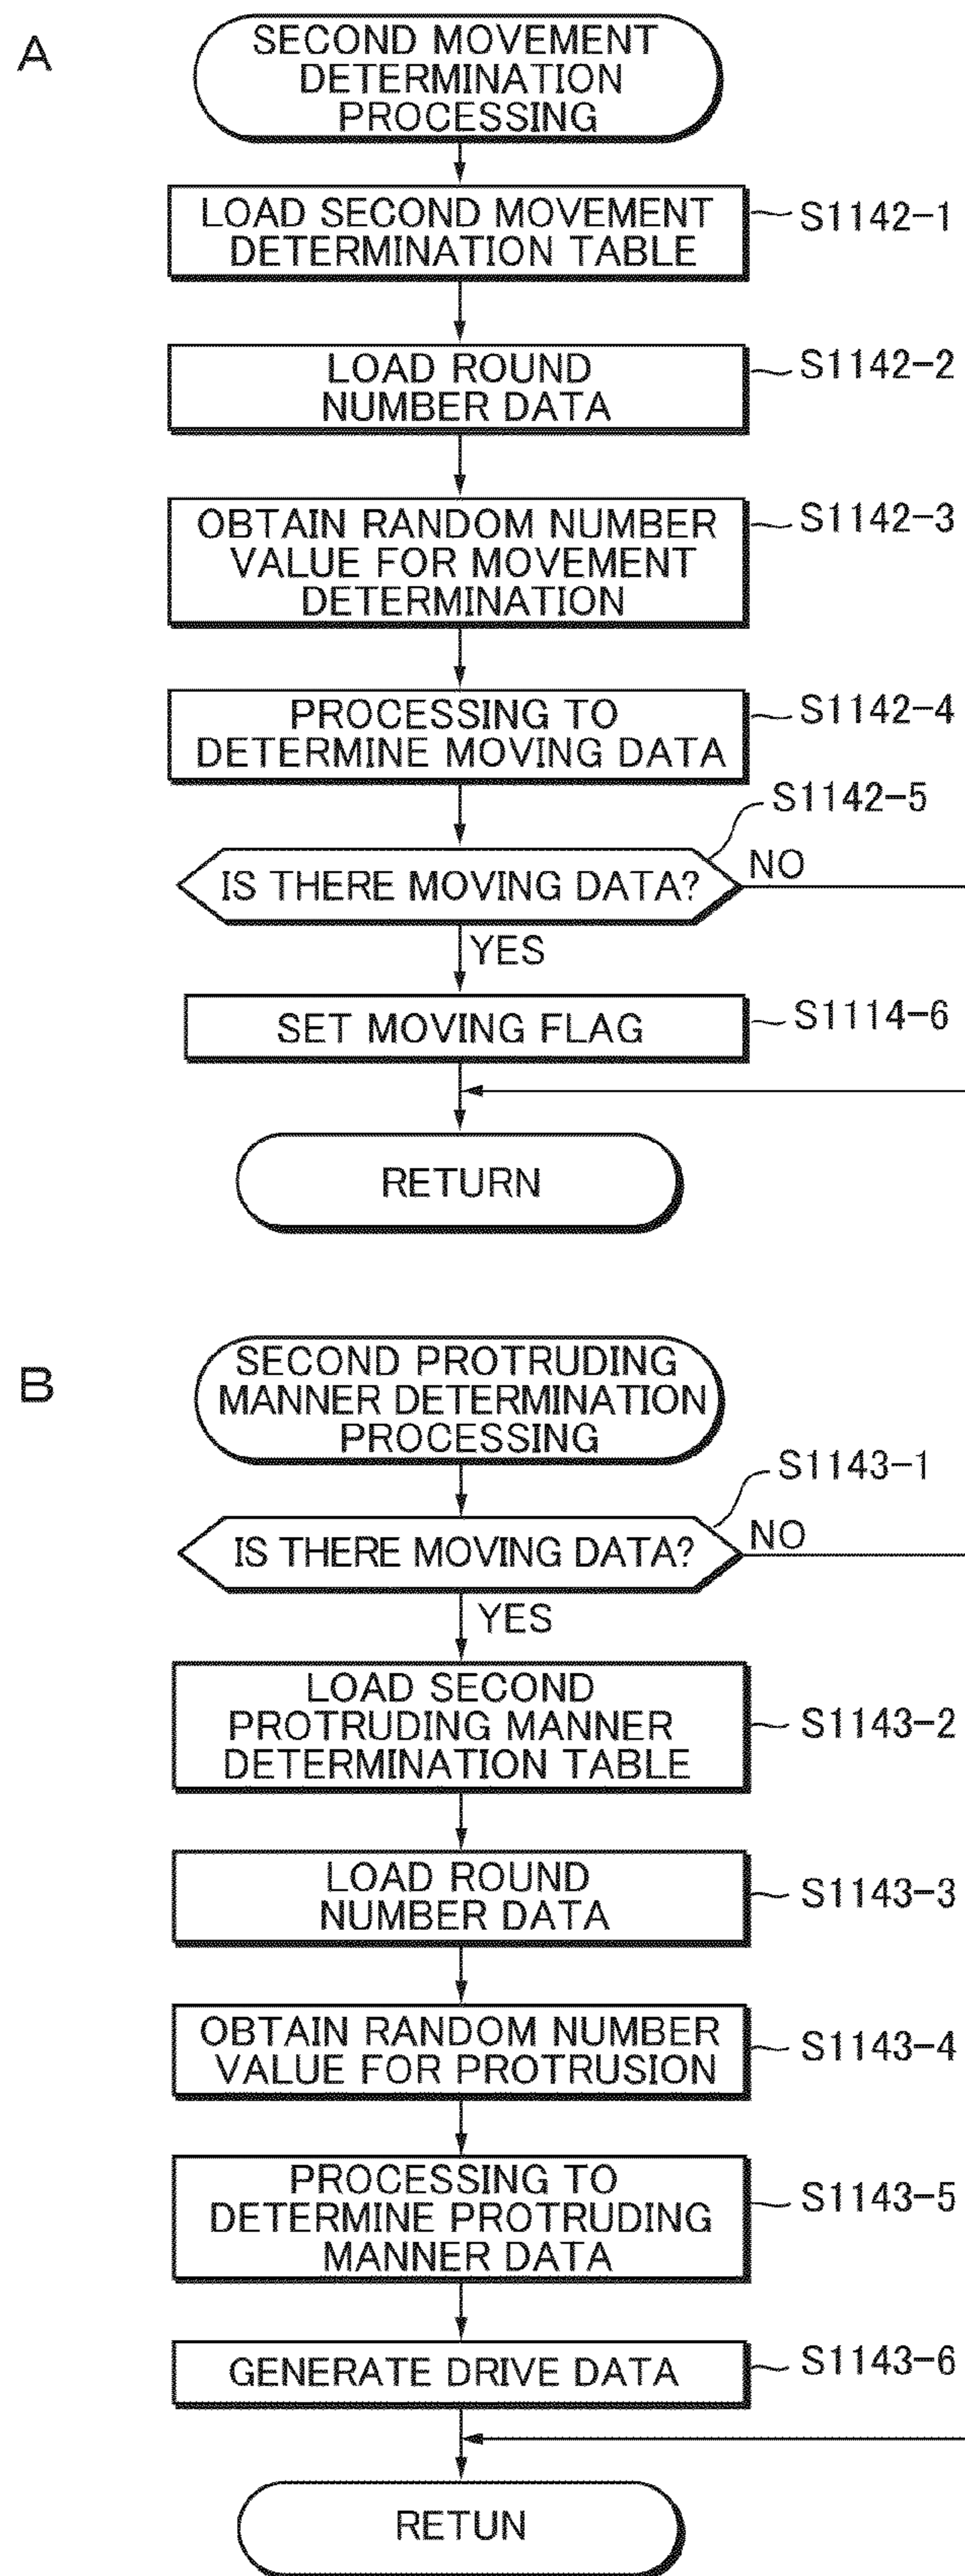 A
SECOND MOVEMENT
DETERMINATION
PROCESSING
LOAD SECOND MOVEMENT
DETERMINATION TABLE
S1142-1
LOAD ROUND
NUMBER DATA
S1142-2
OBTAIN RANDOM NUMBER
VALUE FOR MOVEMENT
DETERMINATION
S1142-3
PROCESSING TO
DETERMINE MOVING DATA
S1142-4
S1142-5
IS THERE MOVING DATA?
NO
YES
SET MOVING FLAG
S1114-6
RETURN
B
SECOND PROTRUDING
MANNER DETERMINATION
PROCESSING
S1143-1
IS THERE MOVING DATA?
NO
YES
LOAD SECOND
PROTRUDING MANNER
DETERMINATION TABLE
S1143-2
LOAD ROUND
NUMBER DATA
S1143-3
OBTAIN RANDOM NUMBER
VALUE FOR PROTRUSION
S1143-4
PROCESSING TO
DETERMINE PROTRUDING
MANNER DATA
S1143-5
GENERATE DRIVE DATA
S1143-6
RETUN